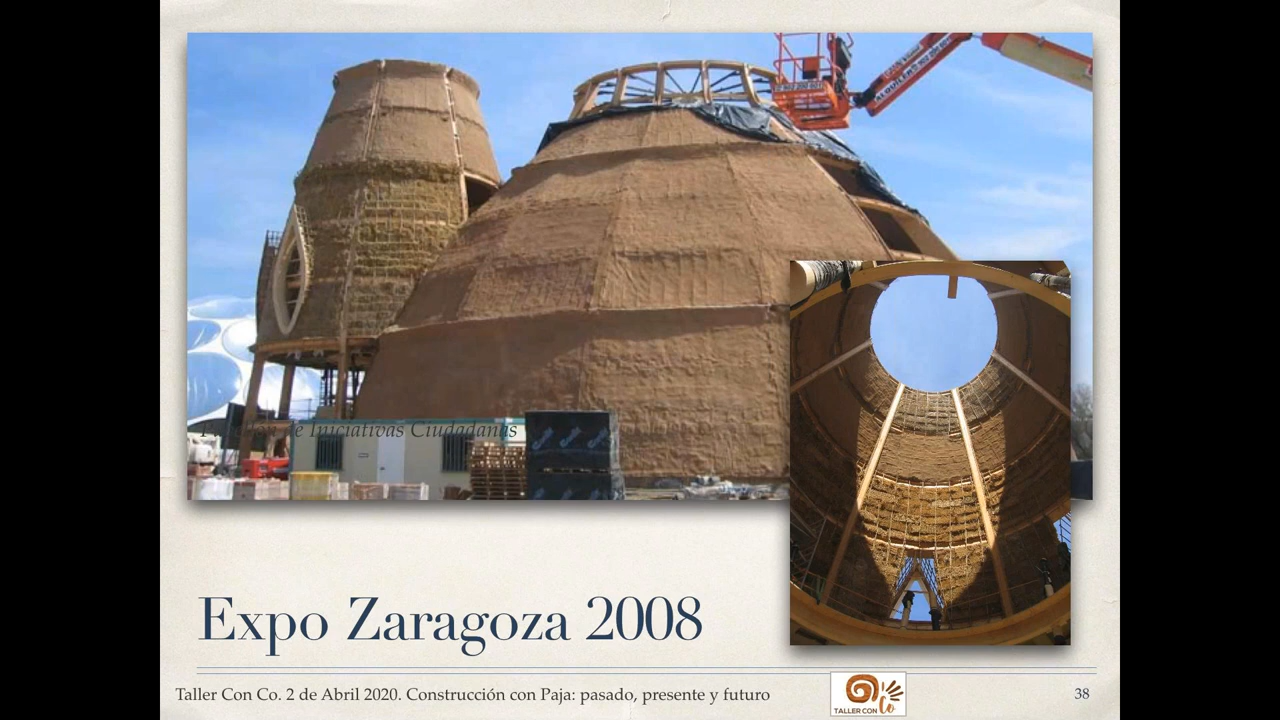 de Iniciativas Ciudadanas
Expo Zaragoza 2008
Taller Con Co. 2 de Abril 2020. Construcción con Paja: pasado, presente y futuro
TALLER CON Co
38